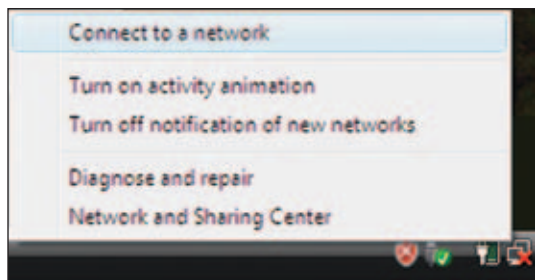 Connect to a network
Turn on activity animation
Turn off notification of new networks
Diagnose and repair
Network and Sharing Center